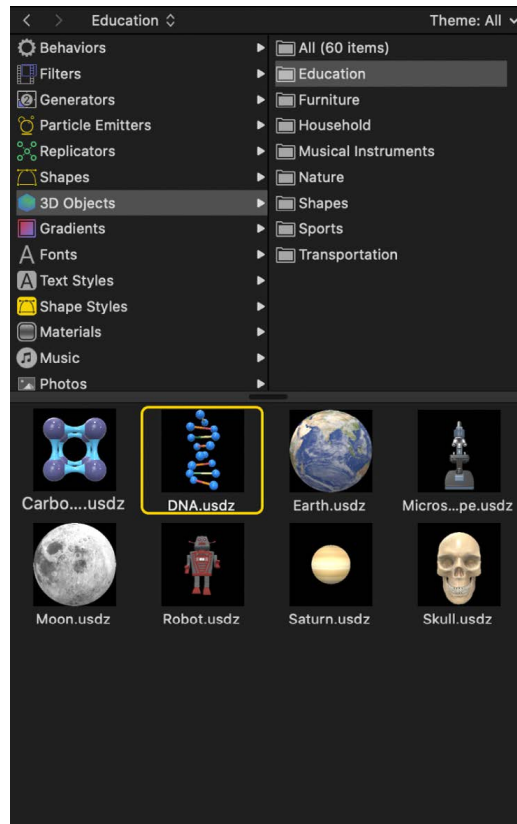 Education
Theme: All
Behaviors
Filters
Generators
Particle Emitters
Replicators
Shapes
3D Objects
Gradients
Fonts
Text Styles
Shape Styles
Materials
Music
Photos
All (60 items)
Education
Furniture
Household
Musical Instruments
Nature
Shapes
Sports
Transportation
Carbo....usdz
DNA.usdz
Earth.usdz
Micros...pe.usdz
Moon.usdz
Robot.usdz
Saturn.usdz
Skull.usdz